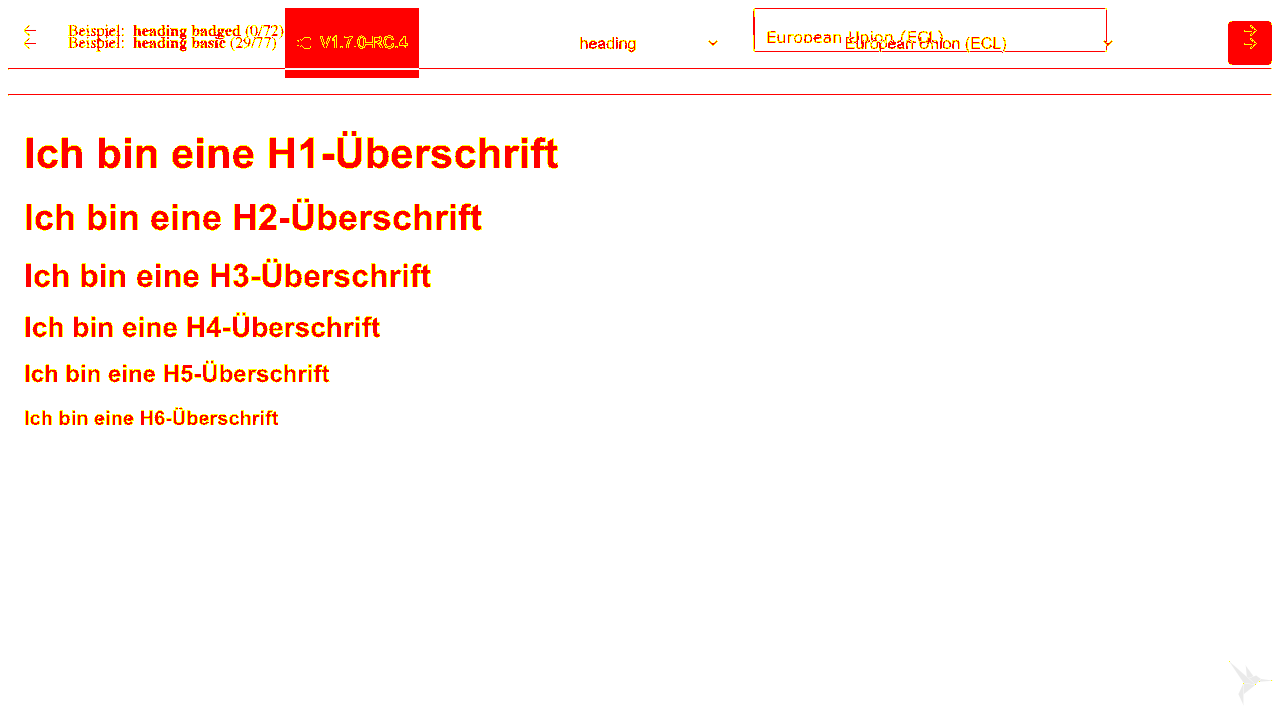 Beispiel: heading badged (0/72)
Beispiel: heading basic (29/77)
V1.7.0-RC.4
heading
European Union (ECL)
European Union (ECL)
Ich bin eine H1-Überschrift
Ich bin eine H2-Überschrift
Ich bin eine H3-Überschrift
Ich bin eine H4-Überschrift
Ich bin eine H5-Überschrift
Ich bin eine H6-Überschrift